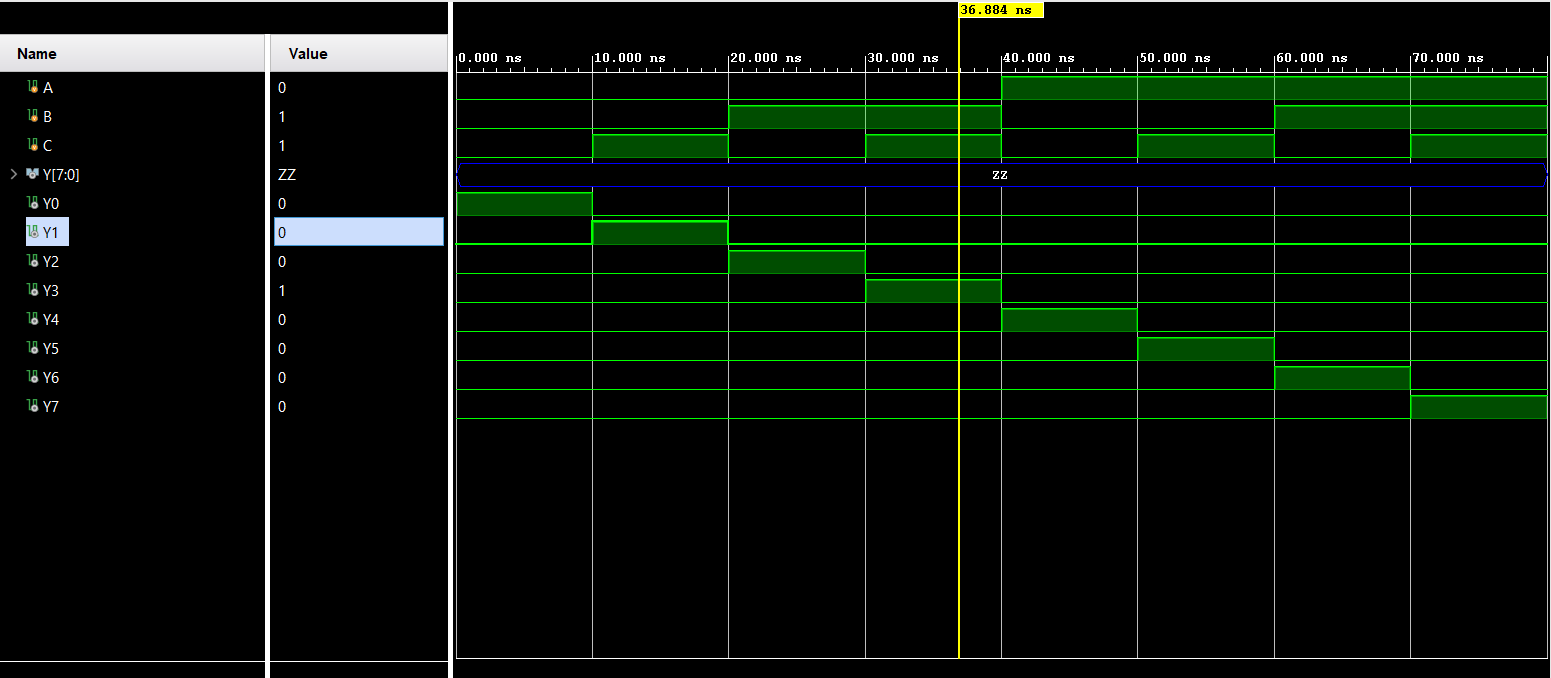 36.884 ns
Name
Value
0.000 ns 10.000 ns 20.000 ns 30.000 ns 40.000 ns 50.000 ns 60.000 ns 70.000 ns
A 0
B 1
C 1
Y[7:0] ZZ ZZ
Y0 0
Y1 0
Y2 0
Y3 1
Y4 0
Y5 0
Y6 0
Y7 0